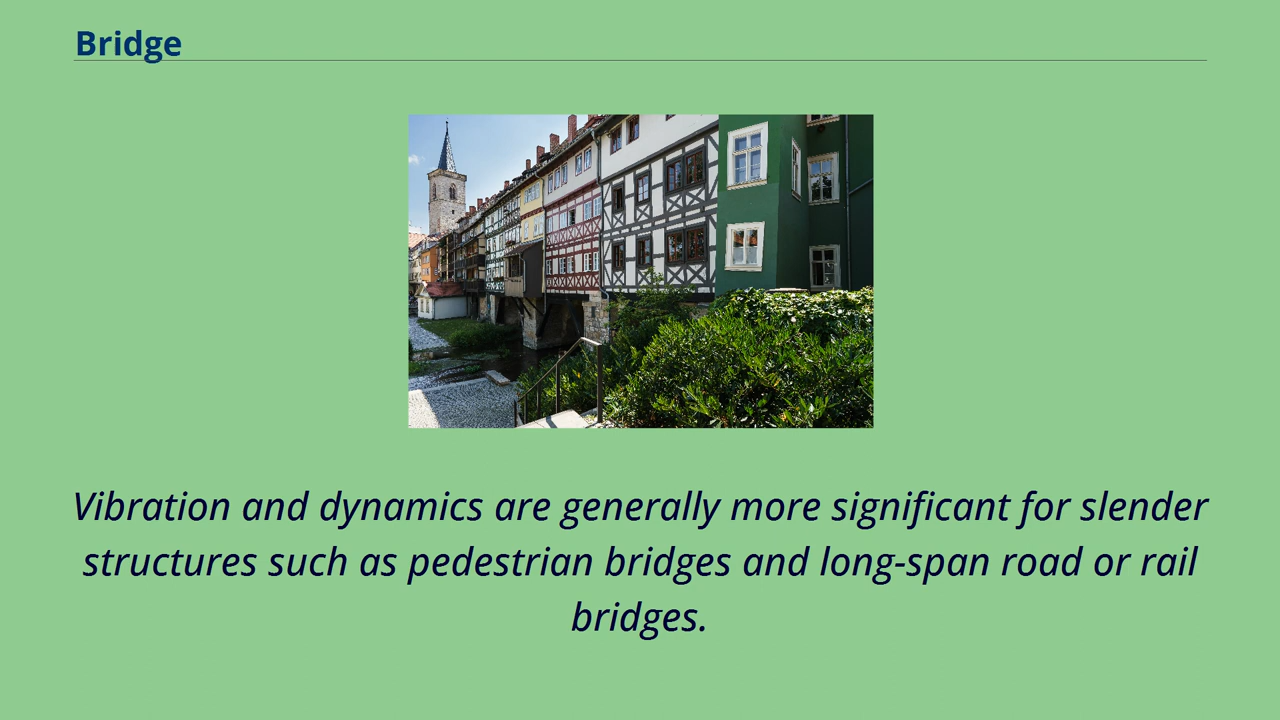 Bridge
Vibration and dynamics are generally more significant for slender
structures such as pedestrian bridges and long-span road or rail
bridges.